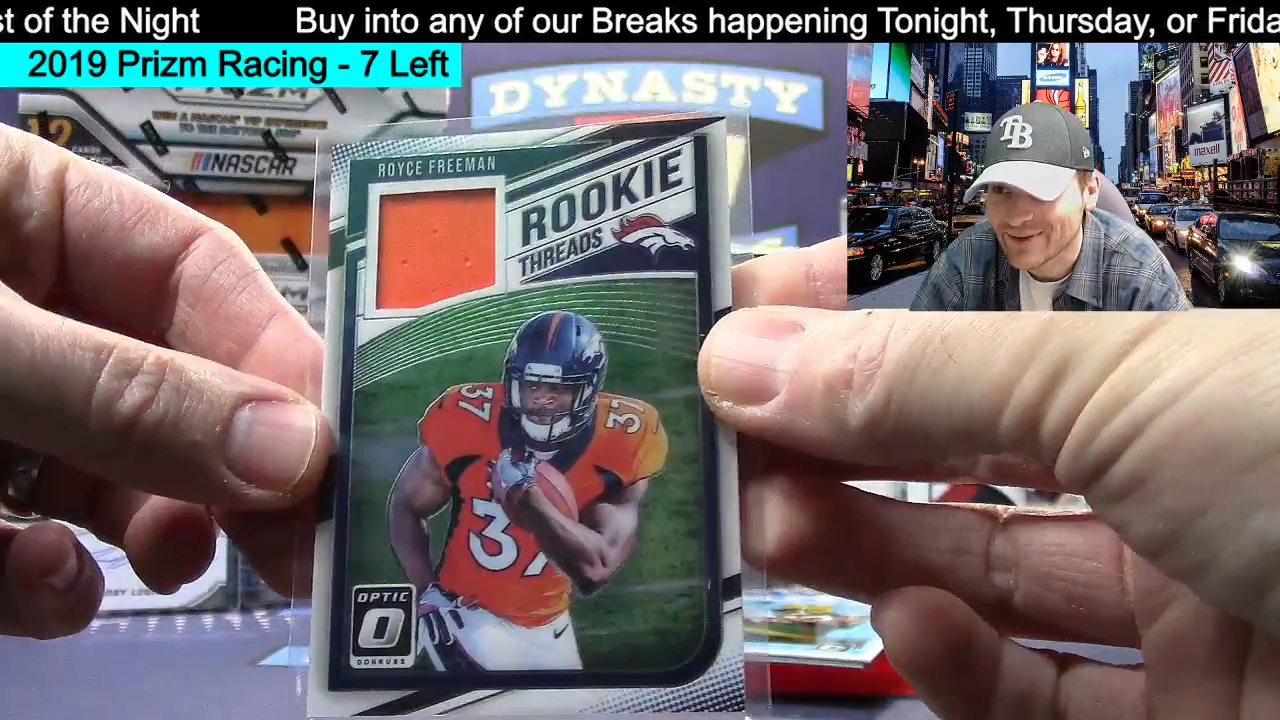 st of the Night Buy into any of our Breaks happening Tonight, Thursday, or Frida
2019 Prizm Racing - 7 Left
DYNASTY
PRIZM
NASCAR
ROYCE FREEMAN
ROOKIE
THREADS
37
37
37
OPTIC
O
DONRUSS
TB
maxell